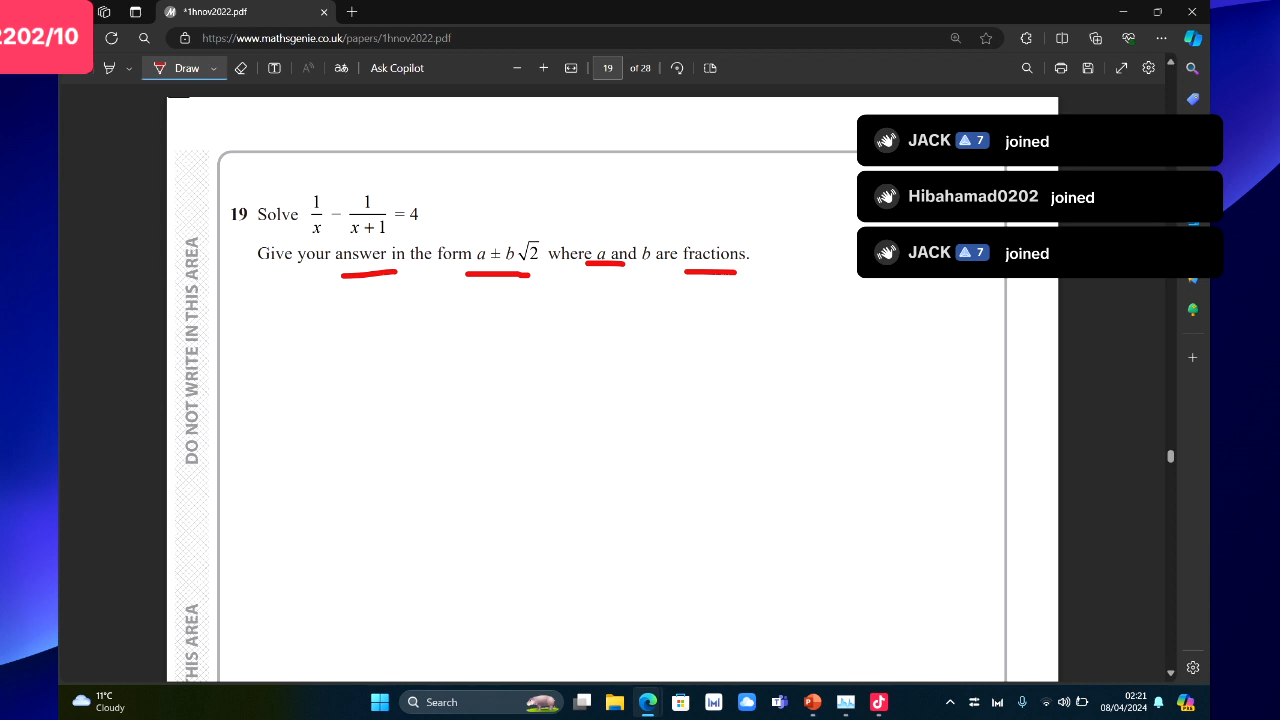 2202/10
*1hnov2022.pdf
https://www.mathsgenie.co.uk/papers/1hnov2022.pdf
Draw
Ask Copilot
19 of 28
JACK 7 joined
Hibahamad0202 joined
JACK 7 joined
19 Solve 1/x − 1/(x + 1) = 4
Give your answer in the form a ± b√2 where a and b are fractions.
DO NOT WRITE IN THIS AREA
THIS AREA
11°C
Cloudy
Search
02:21
08/04/2024